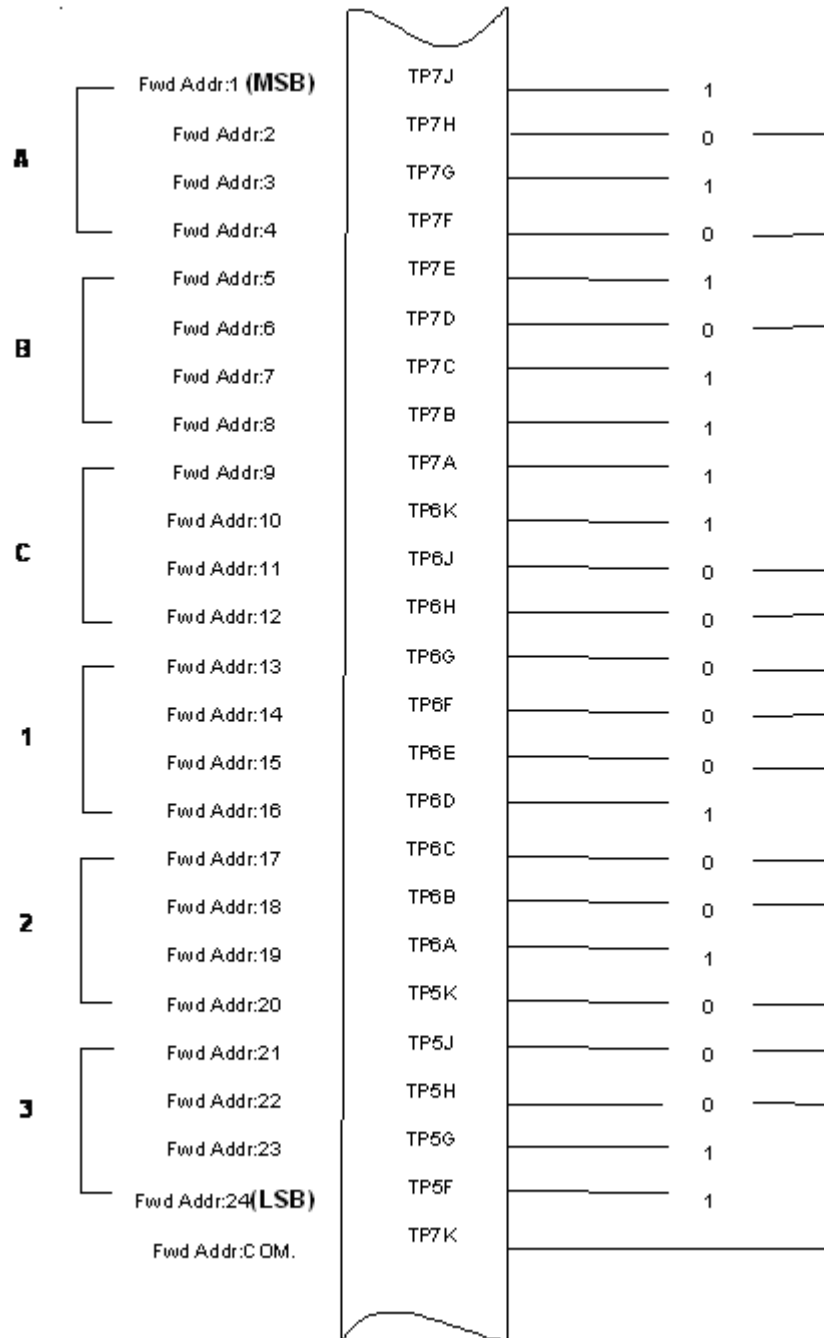 Fwd Addr:1 (MSB) TP7J 1
Fwd Addr:2 TP7H 0
A
Fwd Addr:3 TP7G 1
Fwd Addr:4 TP7F 0
Fwd Addr:5 TP7E 1
Fwd Addr:6 TP7D 0
B
Fwd Addr:7 TP7C 1
Fwd Addr:8 TP7B 1
Fwd Addr:9 TP7A 1
Fwd Addr:10 TP6K 1
C
Fwd Addr:11 TP6J 0
Fwd Addr:12 TP6H 0
Fwd Addr:13 TP6G 0
Fwd Addr:14 TP6F 0
1
Fwd Addr:15 TP6E 0
Fwd Addr:16 TP6D 1
Fwd Addr:17 TP6C 0
Fwd Addr:18 TP6B 0
2
Fwd Addr:19 TP6A 1
Fwd Addr:20 TP5K 0
Fwd Addr:21 TP5J 0
Fwd Addr:22 TP5H 0
3
Fwd Addr:23 TP5G 1
Fwd Addr:24(LSB) TP5F 1
Fwd Addr:COM. TP7K